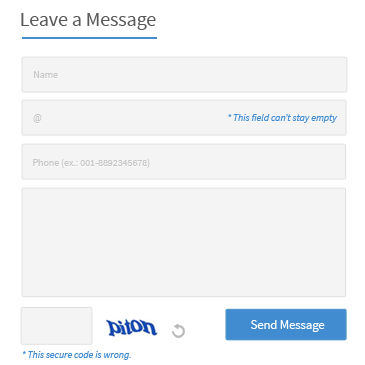 Leave a Message
Name
@ * This field can't stay empty
Phone (ex.: 001-8892345678)
piton
Send Message
* This secure code is wrong.